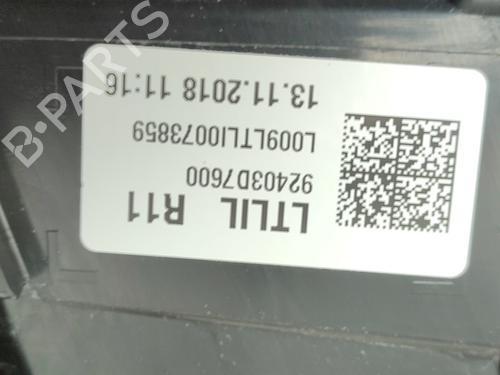 LTLIL R11
92403D7600
L009LTLI0073859
13.11.2018 11:16
B-PARTS